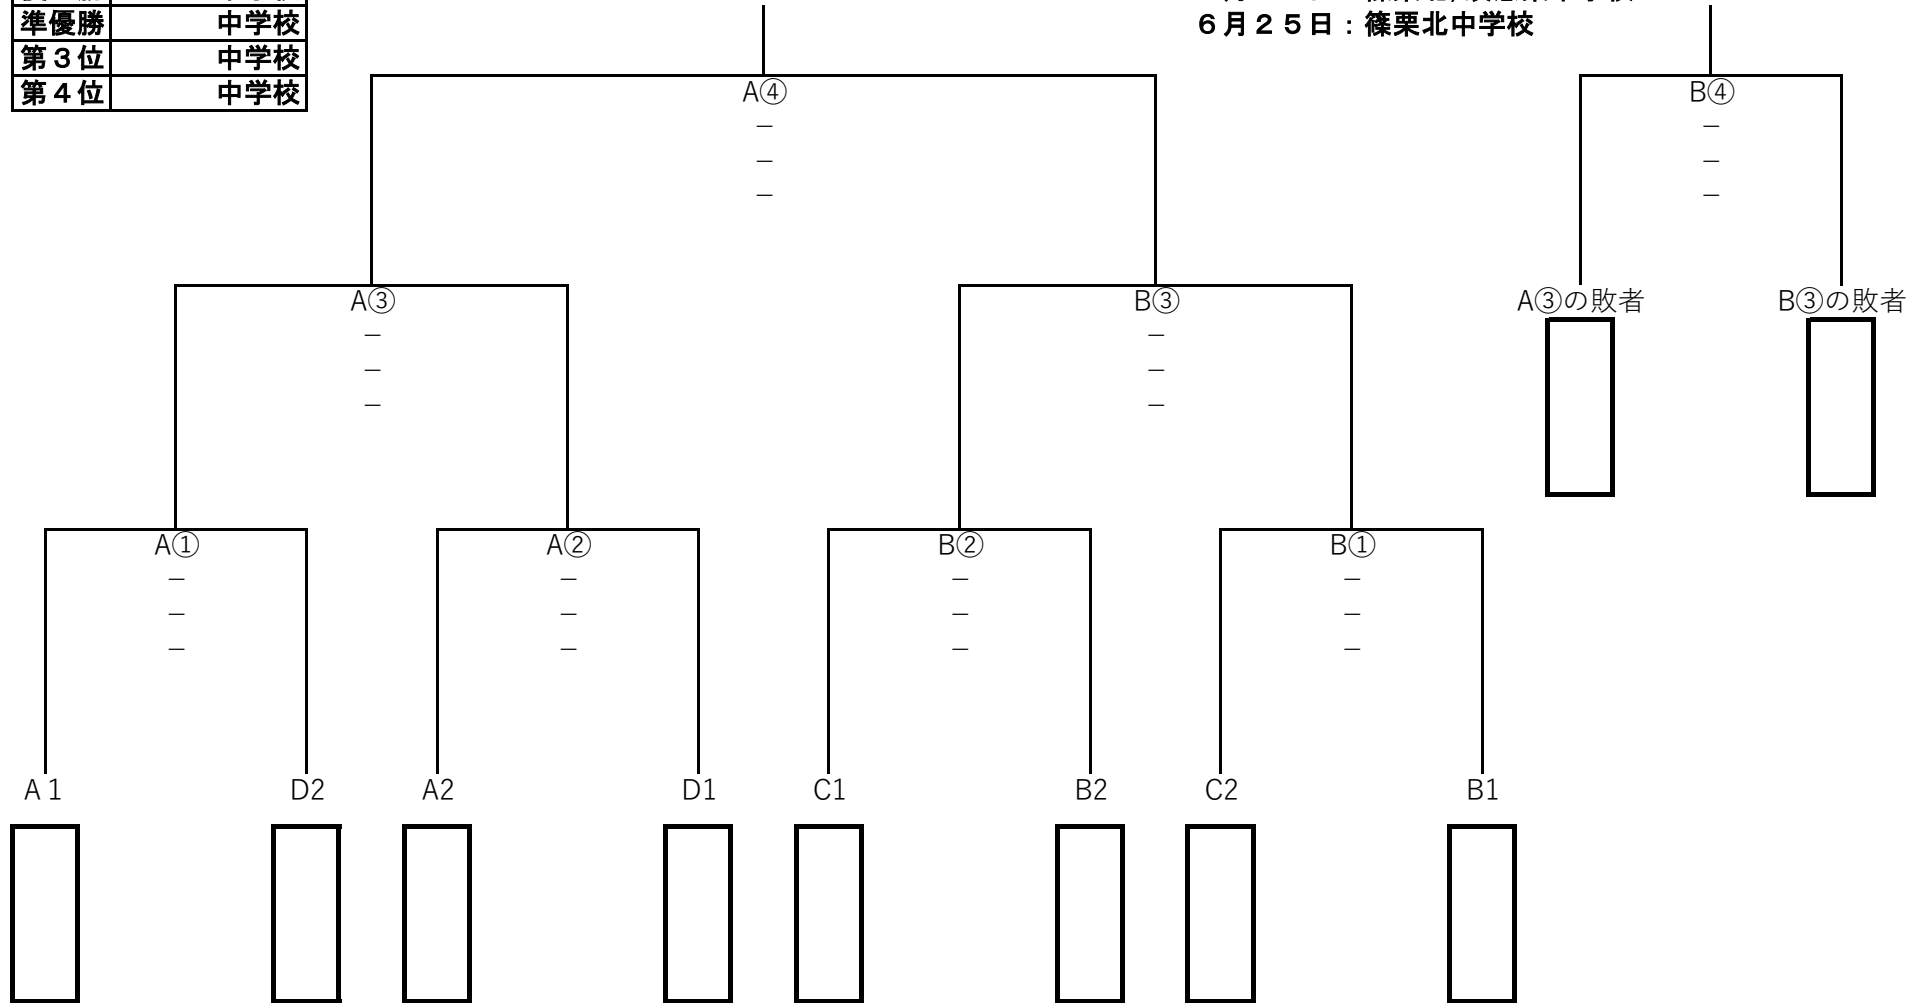 準優勝 中学校
６月２５日：篠栗北中学校
第３位 中学校
第４位 中学校
A④
－
－
－
B④
－
－
－
A③
－
－
－
B③
－
－
－
A③の敗者
B③の敗者
A①
－
－
－
A②
－
－
－
B②
－
－
－
B①
－
－
－
A１
D2
A2
D1
C1
B2
C2
B1